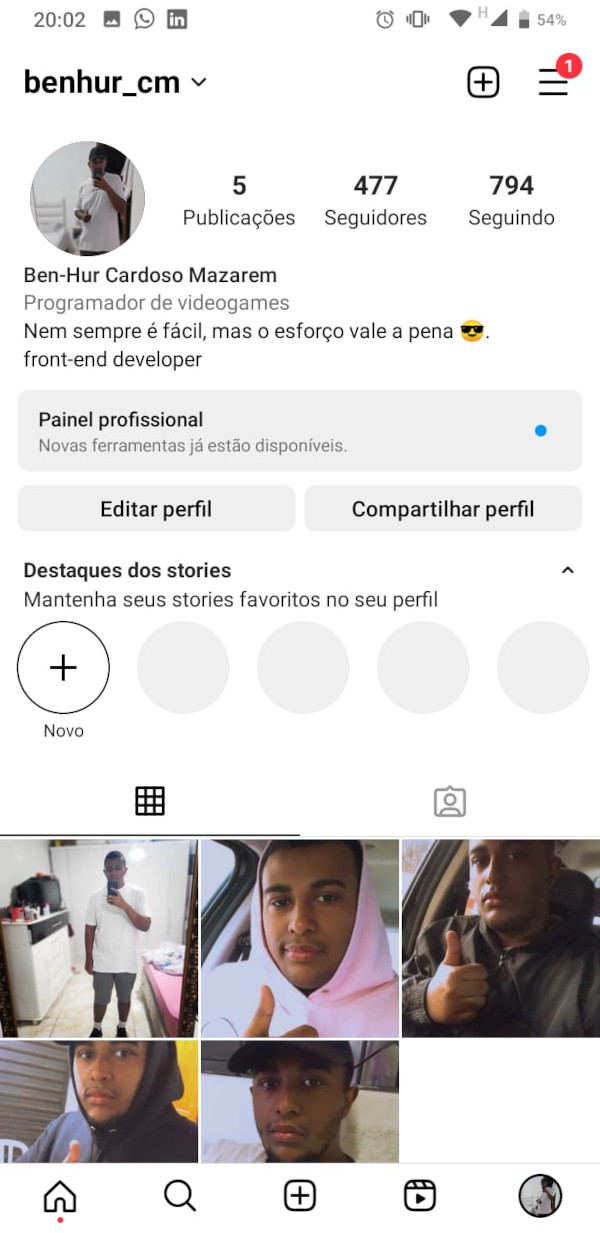 20:02 H 54%
benhur_cm 1
5 477 794
Publicações Seguidores Seguindo
Ben-Hur Cardoso Mazarem
Programador de videogames
Nem sempre é fácil, mas o esforço vale a pena 😎.
front-end developer
Painel profissional
Novas ferramentas já estão disponíveis.
Editar perfil Compartilhar perfil
Destaques dos stories
Mantenha seus stories favoritos no seu perfil
Novo